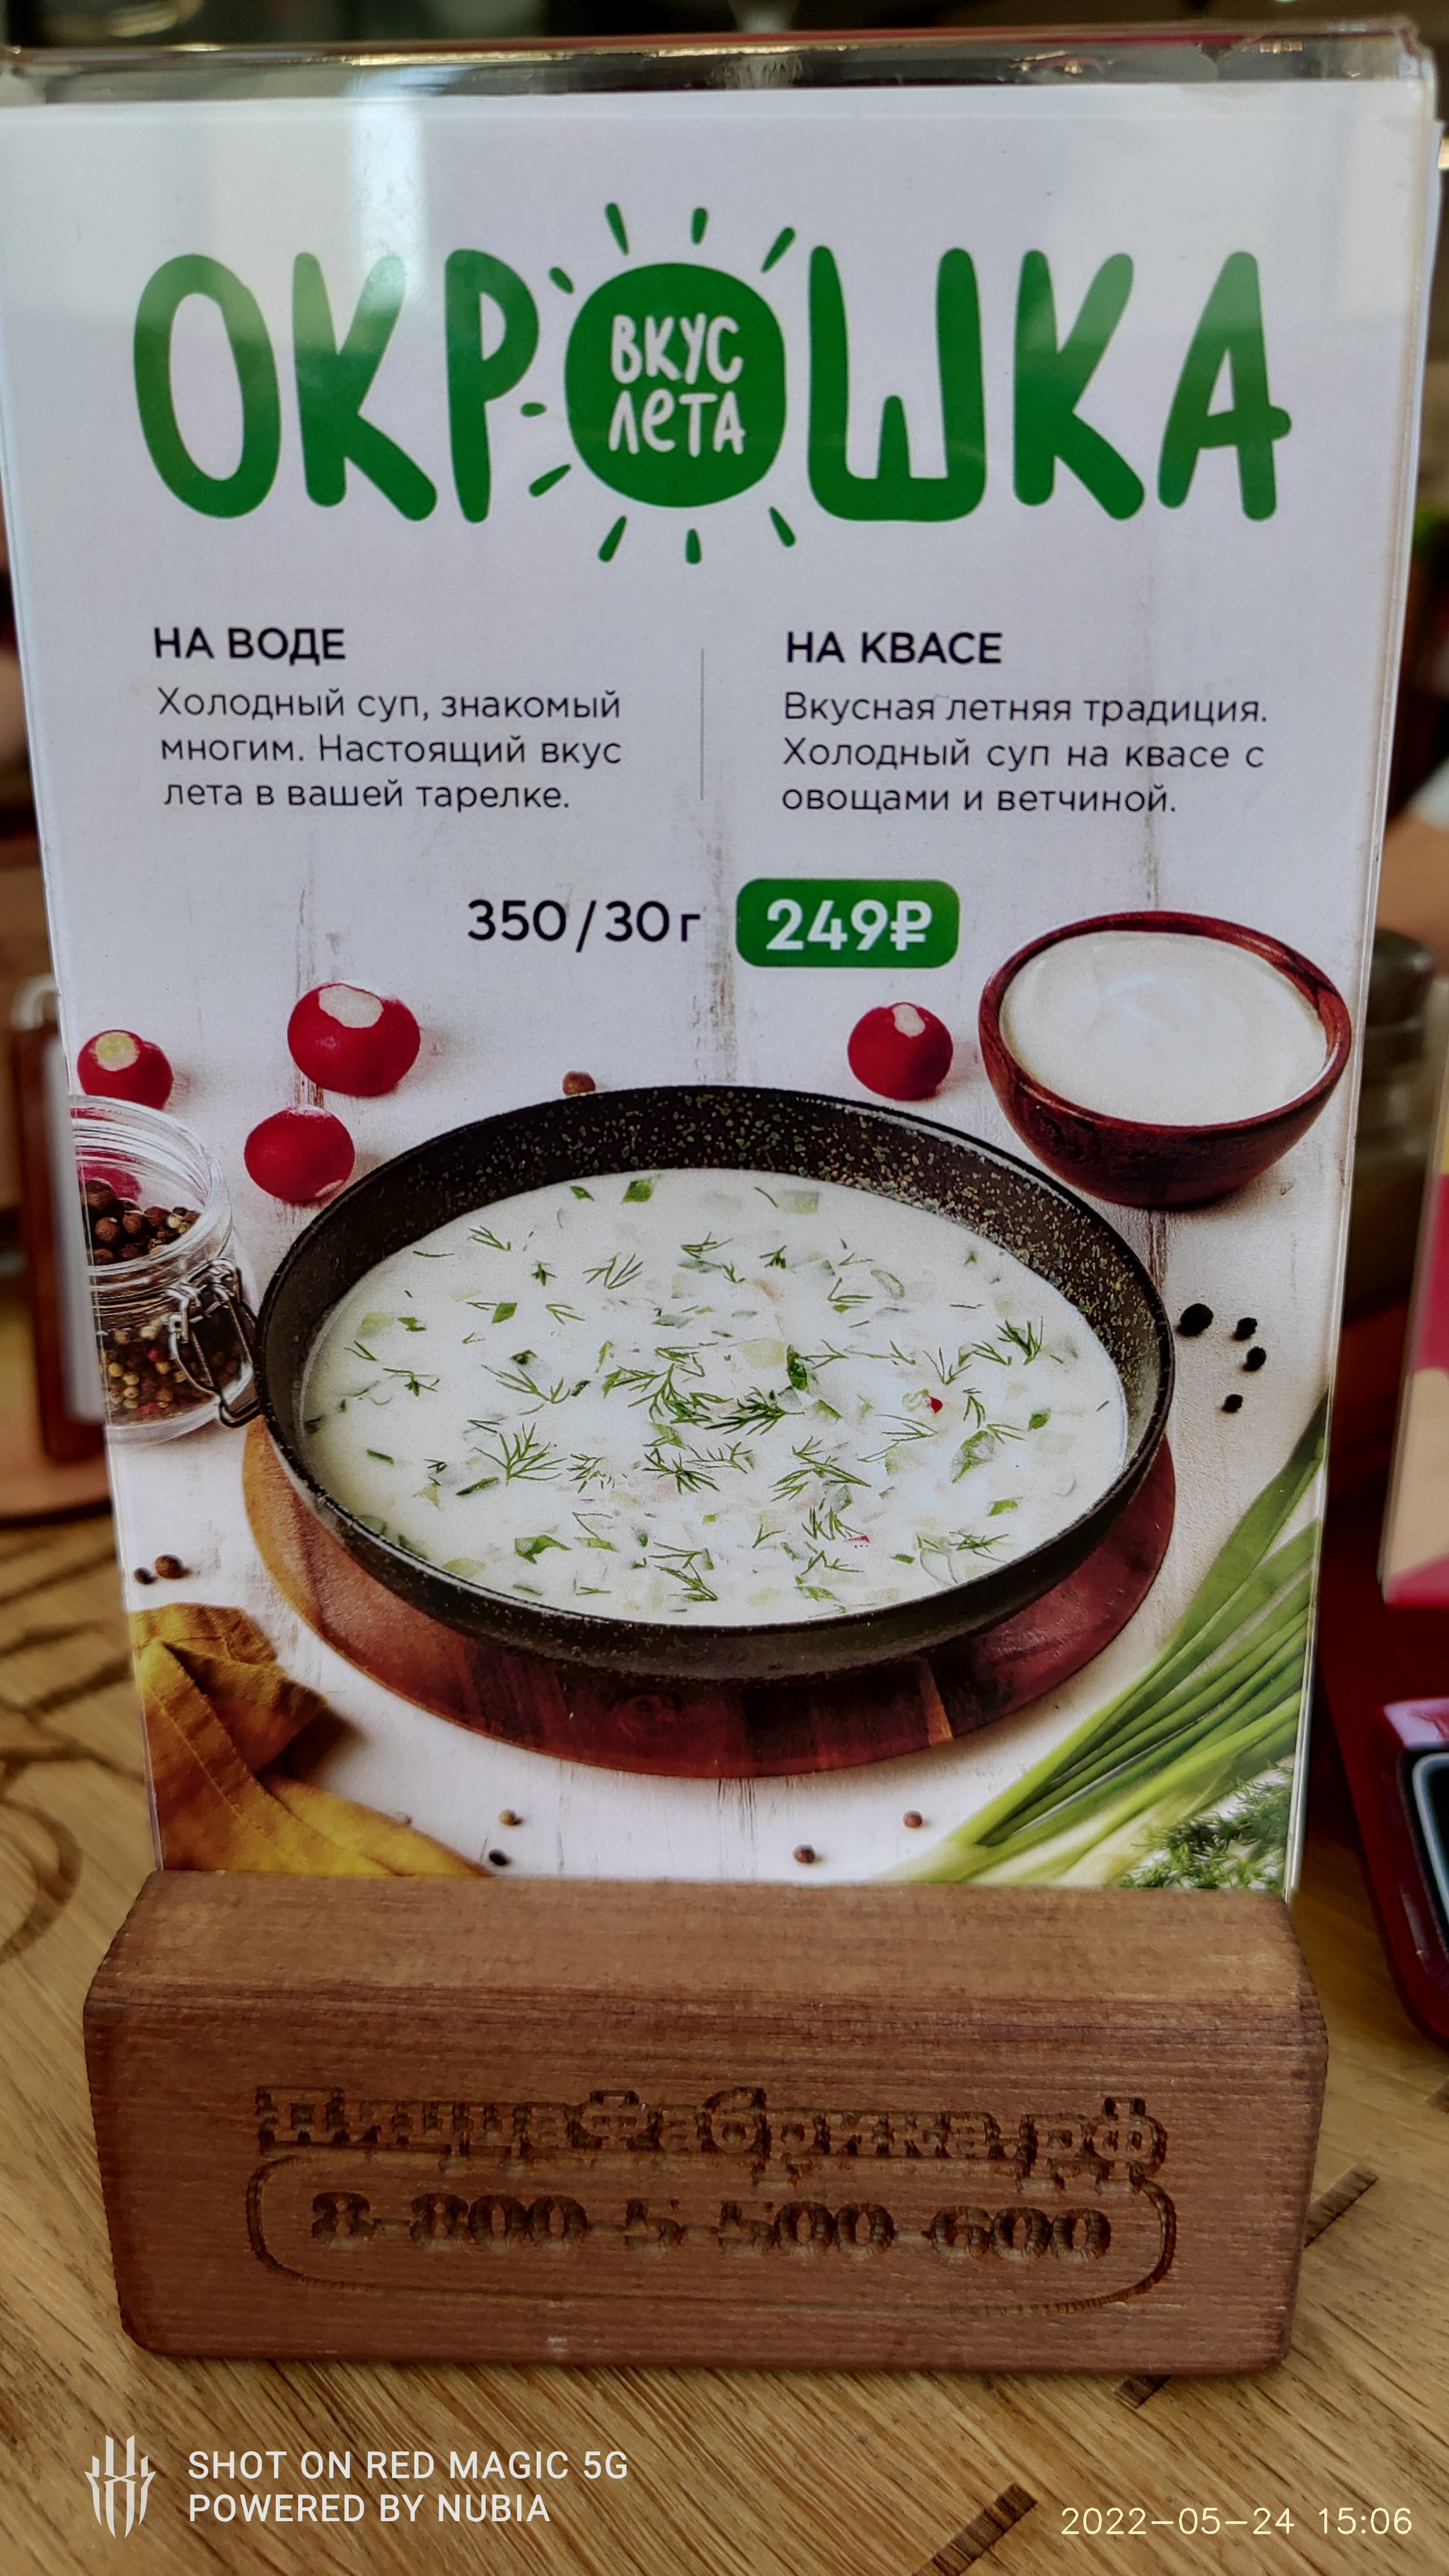 ОКРОШКА
ВКУС
ЛЕТА
НА ВОДЕ
Холодный суп, знакомый
многим. Настоящий вкус
лета в вашей тарелке.
НА КВАСЕ
Вкусная летняя традиция.
Холодный суп на квасе с
овощами и ветчиной.
350/30 г 249₽
ПиццаФабрика.рф
8-800-5-500-600
SHOT ON RED MAGIC 5G
POWERED BY NUBIA
2022-05-24 15:06